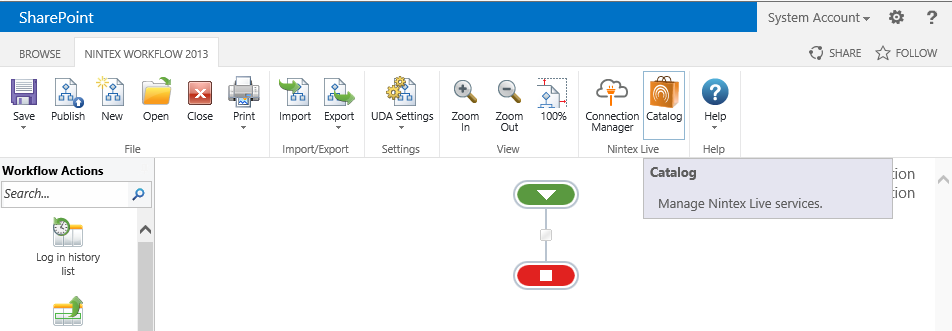 SharePoint
System Account
?
BROWSE
NINTEX WORKFLOW 2013
SHARE
FOLLOW
Save
Publish
New
Open
Close
Print
Import
Export
UDA Settings
Zoom
In
Zoom
Out
100%
Connection
Manager
Catalog
?
Help
File
Import/Export
Settings
View
Nintex Live
Help
Workflow Actions
Search...
Log in history
list
Catalog
Manage Nintex Live services.
tion
tion